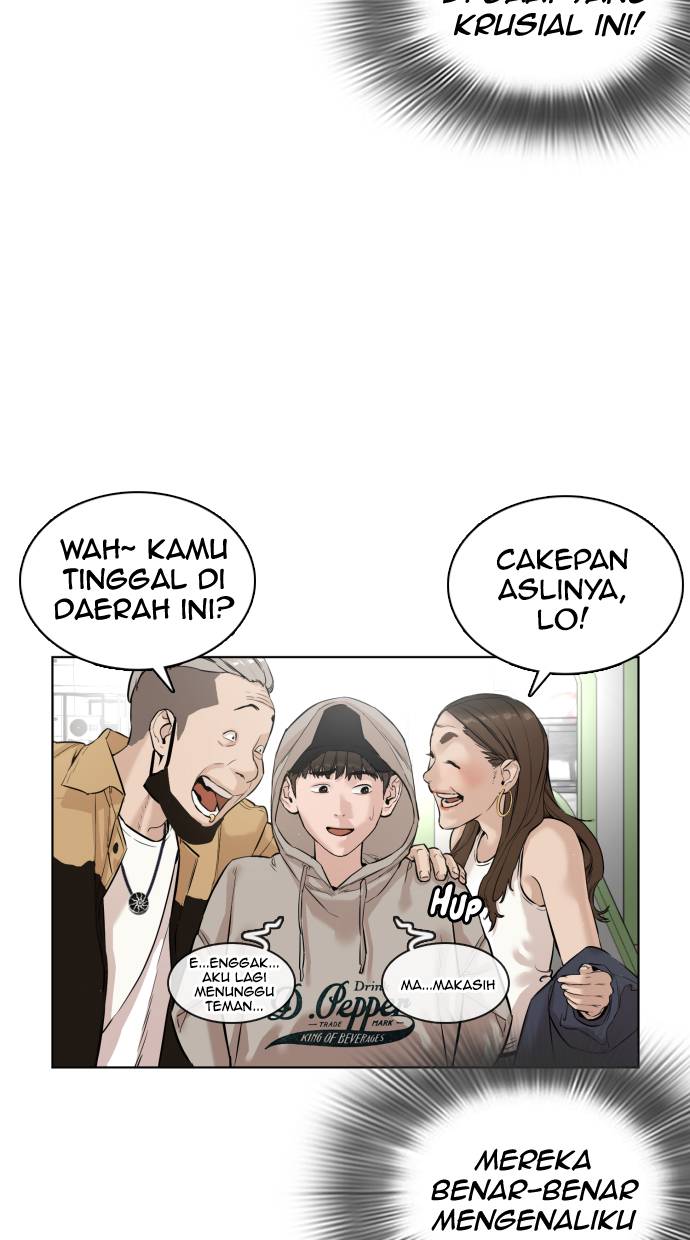 KRUSIAL INI!
WAH~ KAMU
TINGGAL DI
DAERAH INI?
CAKEPAN
ASLINYA,
LO!
HUP
E...ENGGAK...
AKU LAGI
MENUNGGU
TEMAN...
MA...MAKASIH
Drin
D.Pepper
TRADE MARK
KING OF BEVERAGES
MEREKA
BENAR-BENAR
MENGENALIKU